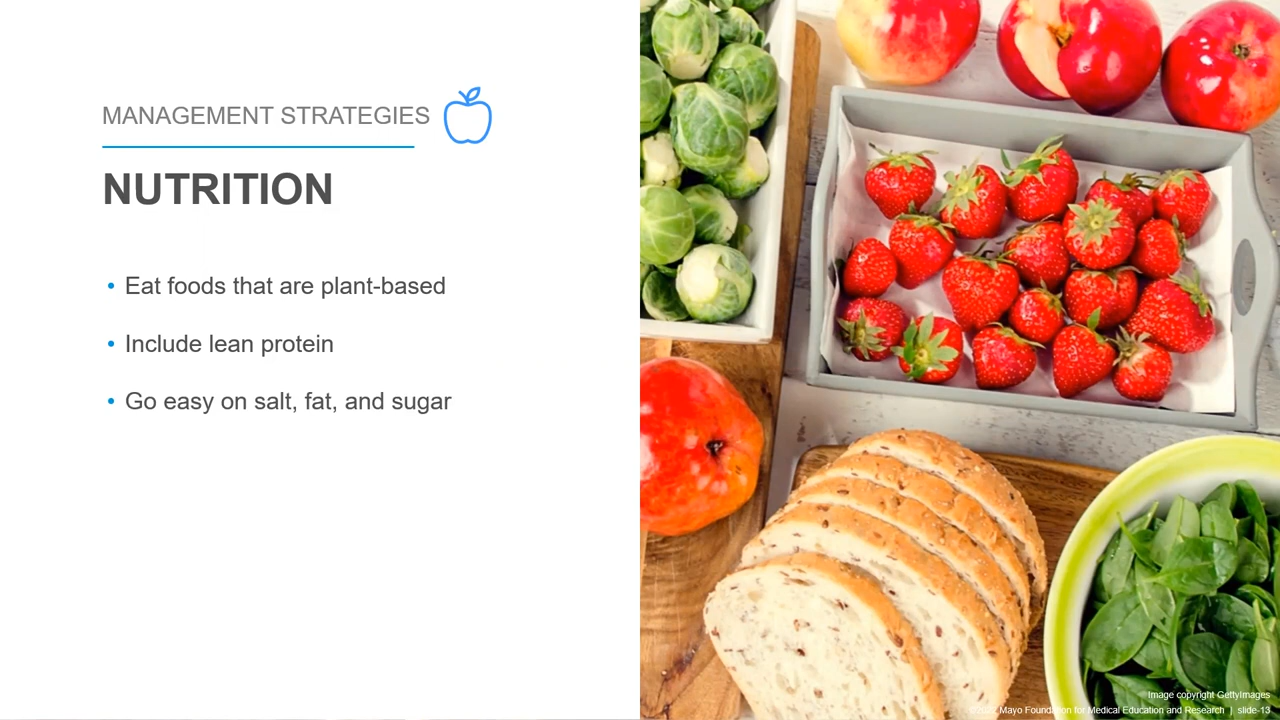 MANAGEMENT STRATEGIES
NUTRITION
• Eat foods that are plant-based
• Include lean protein
• Go easy on salt, fat, and sugar
Image copyright GettyImages
Mayo Foundation for Medical Education and Research | slide-13